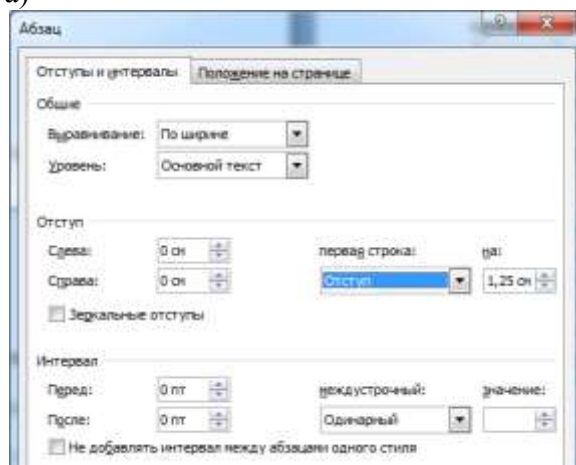 а)
Абзац
Отступы и интервалы Положение на странице
Общие
Выравнивание: По ширине
Уровень: Основной текст
Отступ
Слева: 0 см первая строка: на:
Справа: 0 см Отступ 1,25 см
Зеркальные отступы
Интервал
Перед: 0 пт междустрочный: значение:
После: 0 пт Одинарный
Не добавлять интервал между абзацами одного стиля